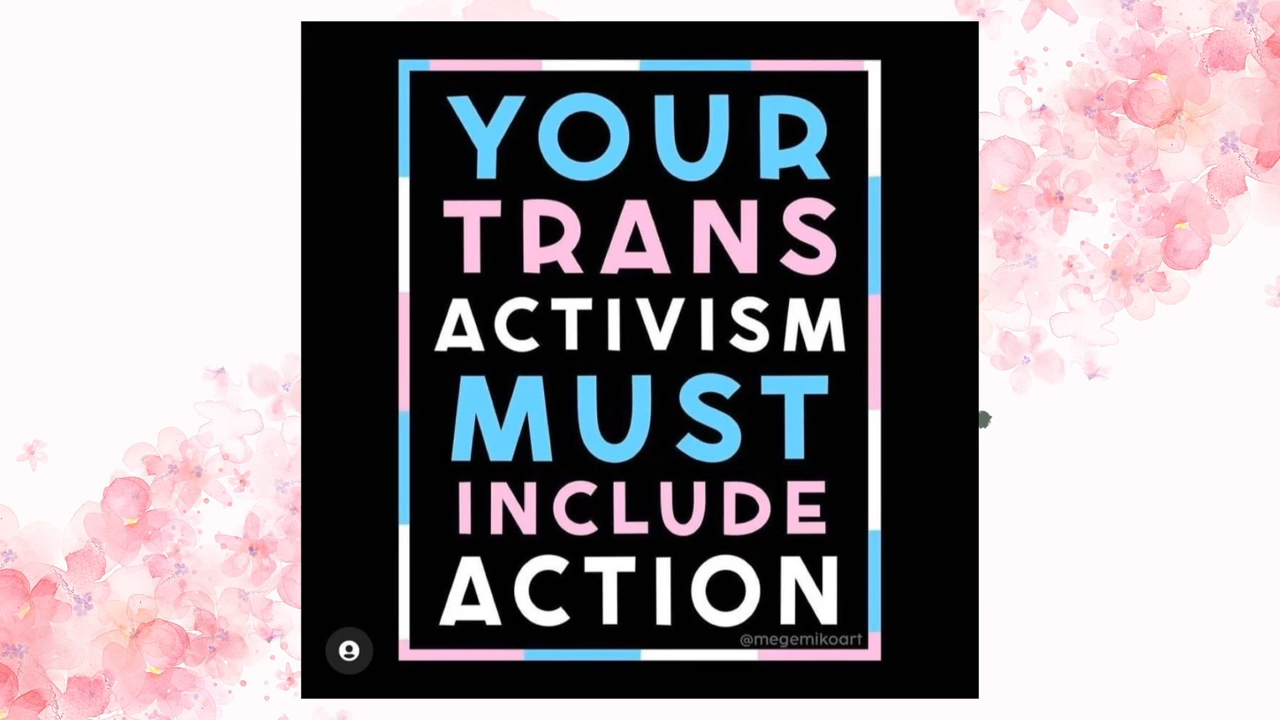 YOUR
TRANS
ACTIVISM
MUST
INCLUDE
ACTION
@megemikoart